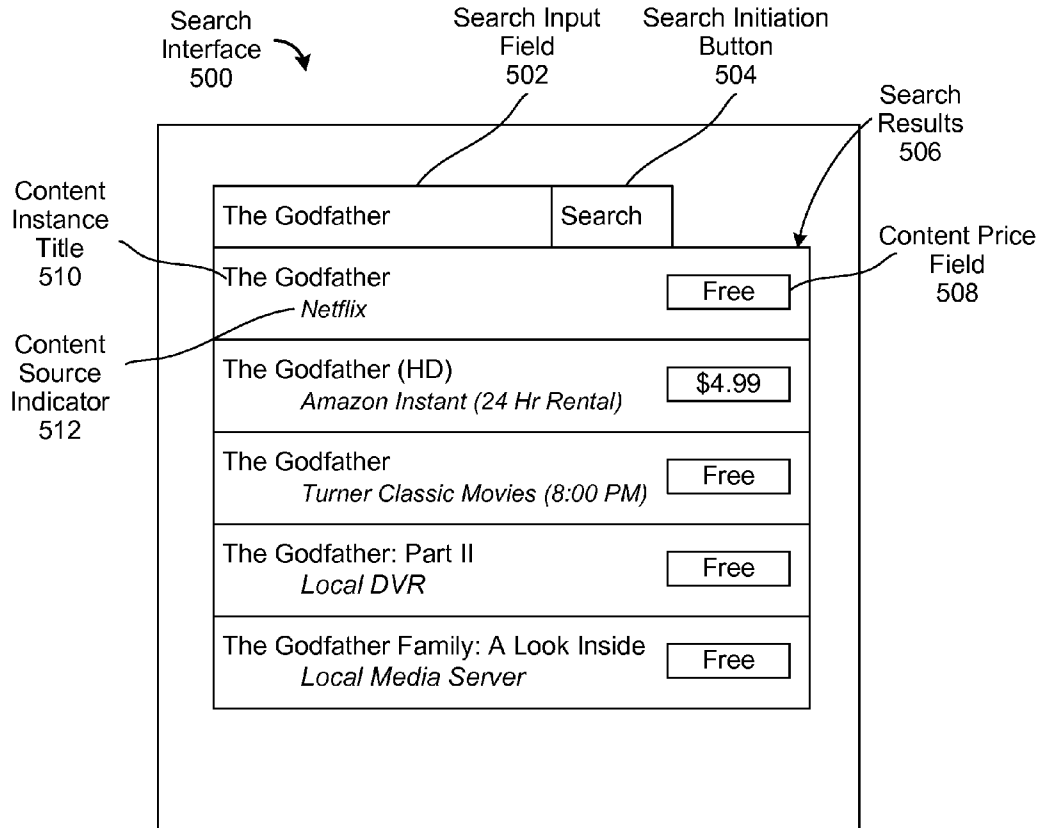 Search
Interface
500
Search Input
Field
502
Search Initiation
Button
504
Search
Results
506
Content
Instance
Title
510
The Godfather
Search
Content Price
Field
508
The Godfather
Netflix
Free
Content
Source
Indicator
512
The Godfather (HD)
Amazon Instant (24 Hr Rental)
$4.99
The Godfather
Turner Classic Movies (8:00 PM)
Free
The Godfather: Part II
Local DVR
Free
The Godfather Family: A Look Inside
Local Media Server
Free